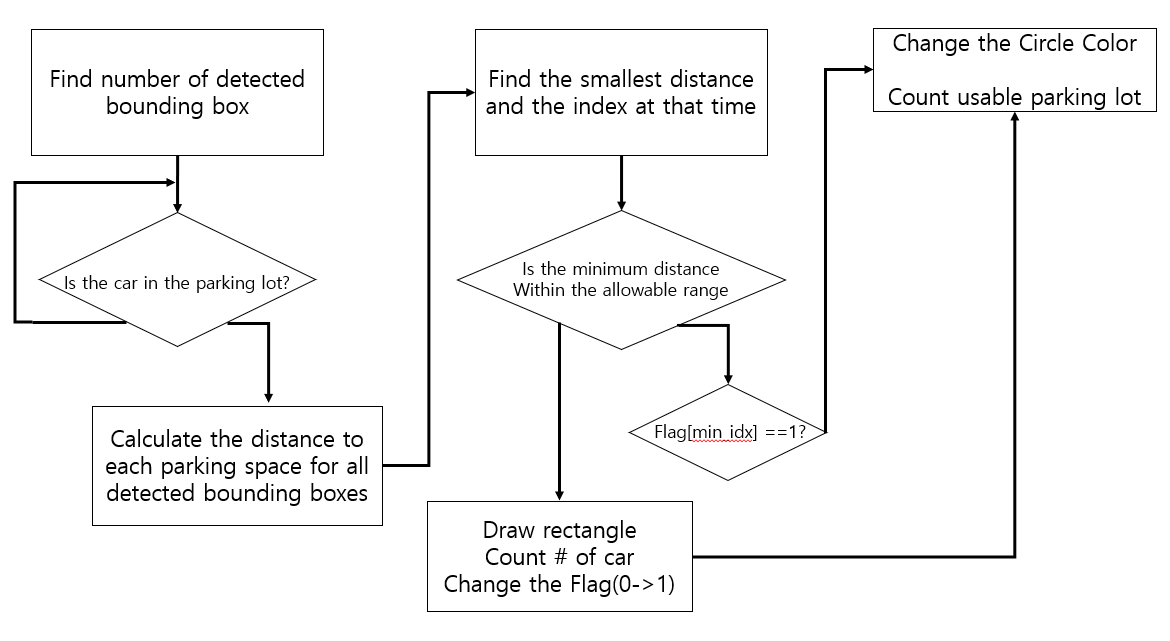 Find number of detected
bounding box
Is the car in the parking lot?
Calculate the distance to
each parking space for all
detected bounding boxes
Find the smallest distance
and the index at that time
Is the minimum distance
Within the allowable range
Flag[min_idx] ==1?
Draw rectangle
Count # of car
Change the Flag(0->1)
Change the Circle Color
Count usable parking lot